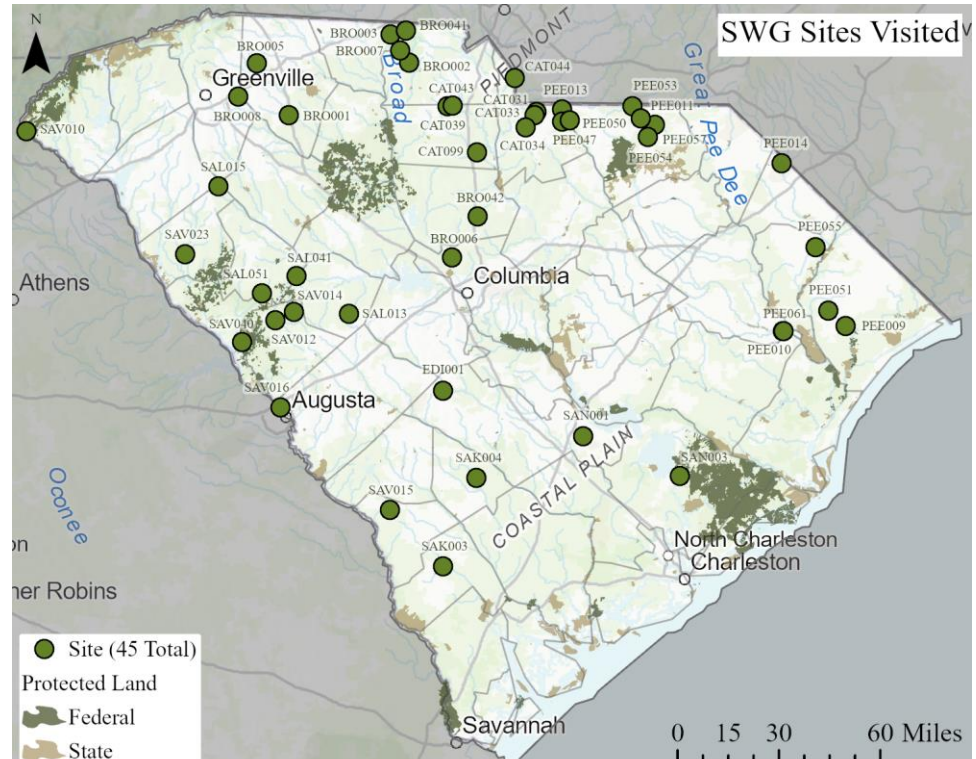 SWG Sites Visited
N
BRO003
BRO041
BRO007
BRO002
BRO005
Greenville
BRO008
BRO001
Broad
PIEDMONT
CAT044
CAT043
CAT039
CAT031
CAT033
CAT034
CAT099
PEE013
PEE050
PEE047
PEE053
PEE011
PEE057
PEE054
Great Pee Dee
PEE014
SAV010
SAL015
BRO042
BRO006
Columbia
SAV023
Athens
SAL041
SAL051
SAV014
SAL013
SAV040
SAV012
PEE055
PEE051
PEE061
PEE009
PEE010
EDI001
SAV016
Augusta
SAN001
SAK004
SAN003
COASTAL PLAIN
SAV015
SAK003
Oconee
North Charleston
Charleston
on
ner Robins
Savannah
Site (45 Total)
Protected Land
Federal
State
0 15 30 60 Miles